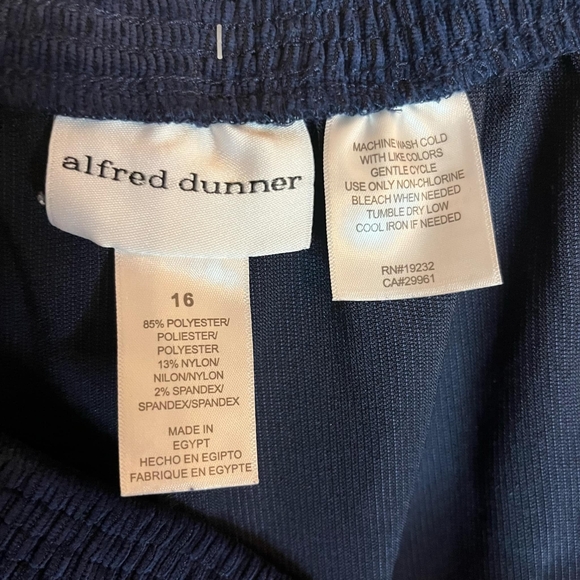 alfred dunner
16
85% POLYESTER/
POLIESTER/
POLYESTER
13% NYLON/
NILON/NYLON
2% SPANDEX/
SPANDEX/SPANDEX
MADE IN
EGYPT
HECHO EN EGIPTO
FABRIQUE EN EGYPTE
MACHINE WASH COLD
WITH LIKE COLORS
GENTLE CYCLE
USE ONLY NON-CHLORINE
BLEACH WHEN NEEDED
TUMBLE DRY LOW
COOL IRON IF NEEDED
RN#19232
CA#29961